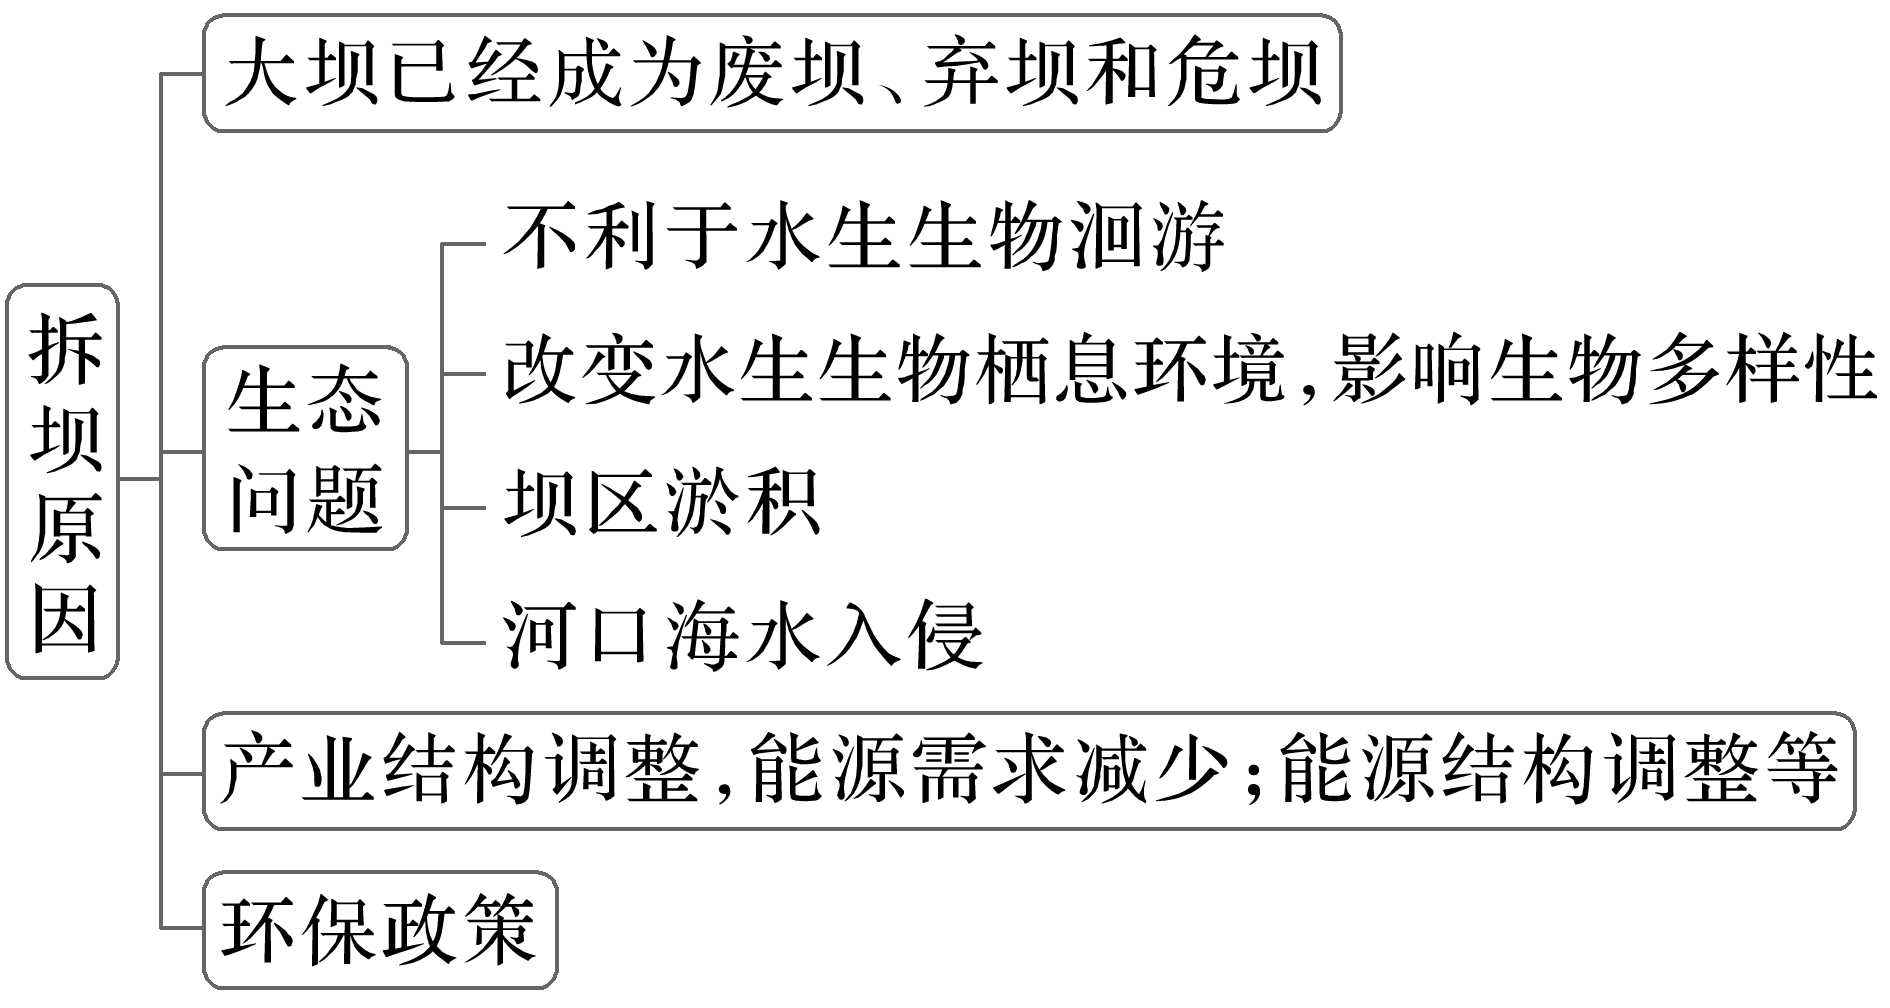 拆坝原因
大坝已经成为废坝、弃坝和危坝
生态
问题
不利于水生生物洄游
改变水生生物栖息环境,影响生物多样性
坝区淤积
河口海水入侵
产业结构调整,能源需求减少;能源结构调整等
环保政策